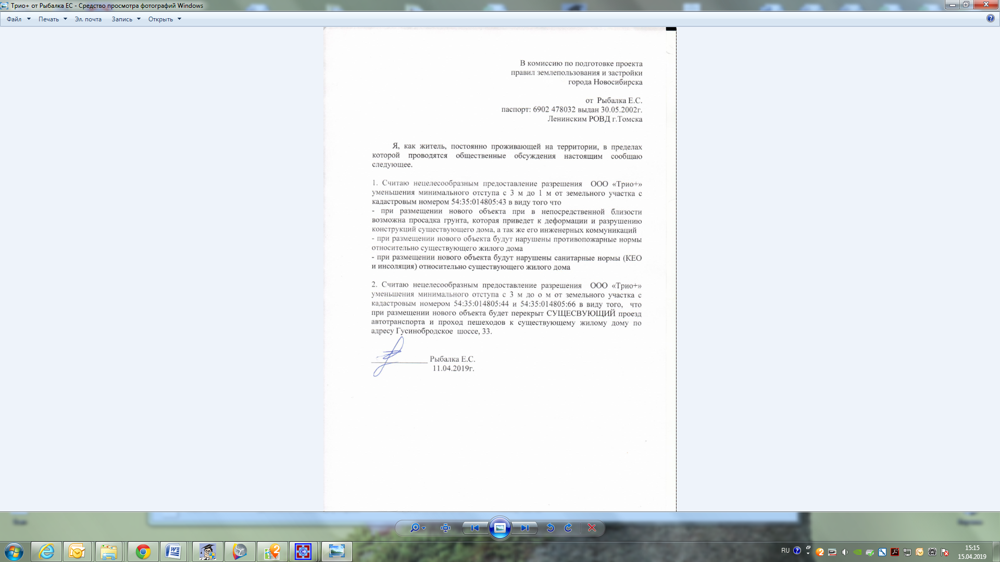 Трио+ от Рыбалка ЕС - Средство просмотра фотографий Windows
Файл Печать Эл. почта Запись Открыть
В комиссию по подготовке проекта
правил землепользования и застройки
города Новосибирска
от Рыбалка Е.С.
паспорт: 6902 478032 выдан 30.05.2002г.
Ленинским РОВД г.Томска
Я, как житель, постоянно проживающей на территории, в пределах
которой проводятся общественные обсуждения настоящим сообщаю
следующее.
1. Считаю нецелесообразным предоставление разрешения ООО «Трио+»
уменьшения минимального отступа с 3 м до 1 м от земельного участка с
кадастровым номером 54:35:014805:43 в виду того что
- при размещении нового объекта при в непосредственной близости
возможна просадка грунта, которая приведет к деформации и разрушению
конструкций существующего дома, а так же его инженерных коммуникаций
- при размещении нового объекта будут нарушены противопожарные нормы
относительно существующего жилого дома
- при размещении нового объекта будут нарушены санитарные нормы (КЕО
и инсоляция) относительно существующего жилого дома
2. Считаю нецелесообразным предоставление разрешения ООО «Трио+»
уменьшения минимального отступа с 3 м до о м от земельного участка с
кадастровым номером 54:35:014805:44 и 54:35:014805:66 в виду того, что
при размещении нового объекта будет перекрыт СУЩЕСВУЮЩИЙ проезд
автотранспорта и проход пешеходов к существующему жилому дому по
адресу Гусинобродское шоссе, 33.
Рыбалка Е.С.
11.04.2019г.
RU
15:15
15.04.2019